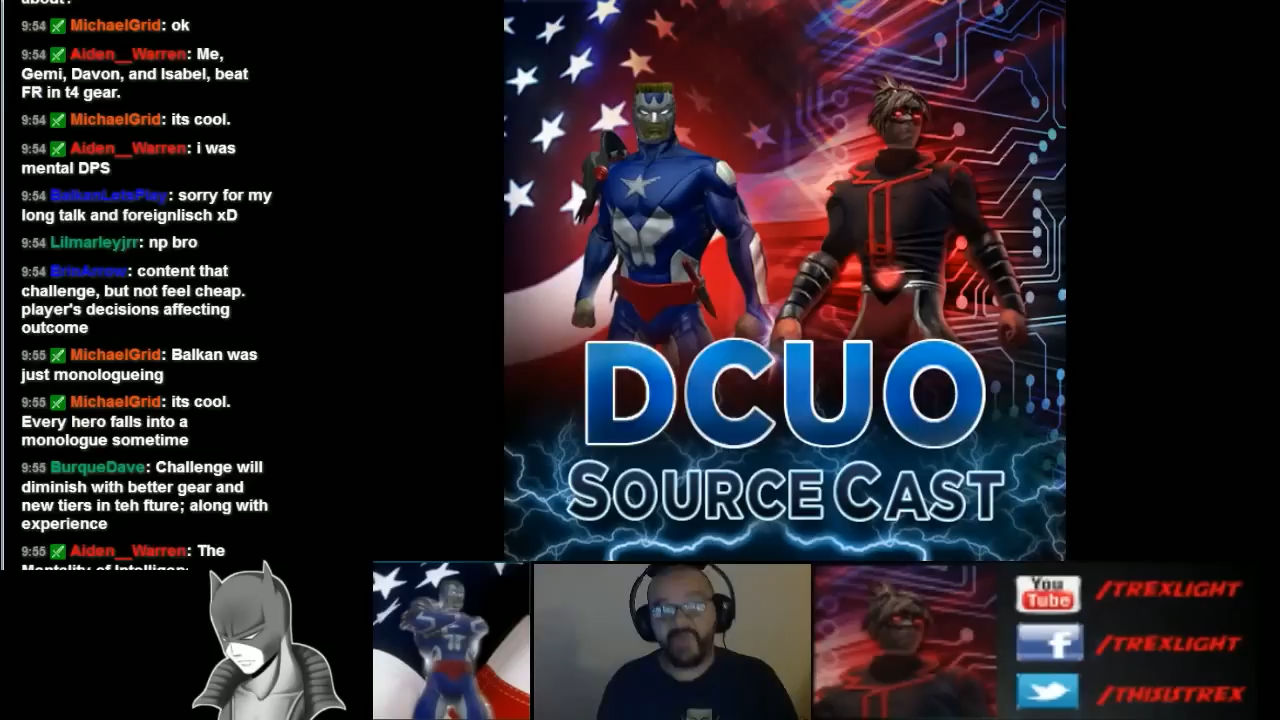 about?
9:54 MichaelGrid: ok
9:54 Aiden__Warren: Me,
Gemi, Davon, and Isabel, beat
FR in t4 gear.
9:54 MichaelGrid: its cool.
9:54 Aiden__Warren: i was
mental DPS
9:54 BalkanLetsPlay: sorry for my
long talk and foreignlisch xD
9:54 Lilmarleyjrr: np bro
9:54 ErisArrow: content that
challenge, but not feel cheap.
player's decisions affecting
outcome
9:55 MichaelGrid: Balkan was
just monologueing
9:55 MichaelGrid: its cool.
Every hero falls into a
monologue sometime
9:55 BurqueDave: Challenge will
diminish with better gear and
new tiers in teh fture; along with
experience
9:55 Aiden__Warren: The
Mentality of
DCUO
SOURCE CAST
You
Tube
/TREXLIGHT
f
/TREXLIGHT
/THISISTREX